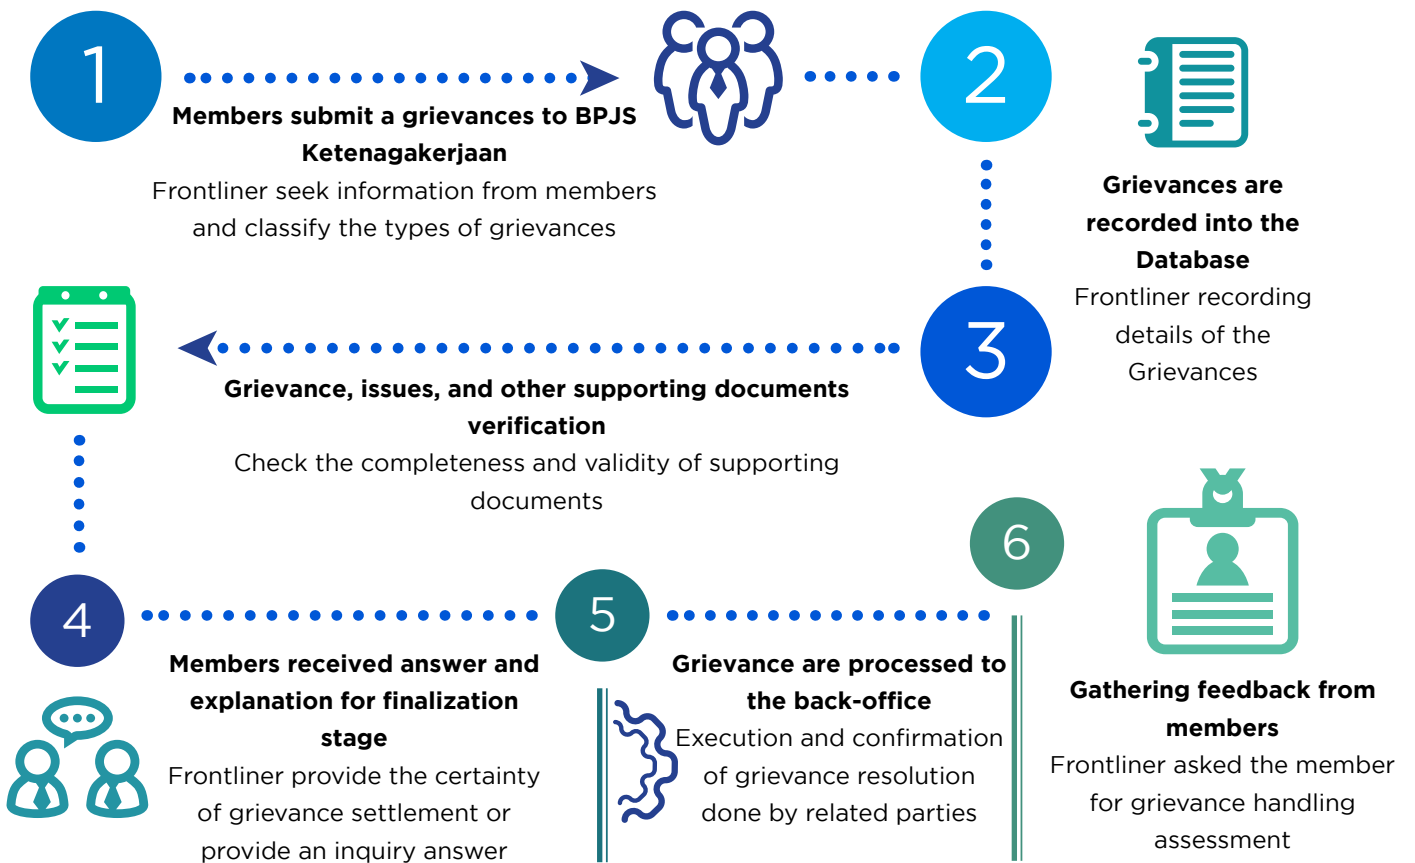 1
Members submit a grievances to BPJS
Ketenagakerjaan
Frontliner seek information from members
and classify the types of grievances
2
Grievances are
recorded into the
Database
Frontliner recording
details of the
Grievances
3
Grievance, issues, and other supporting documents
verification
Check the completeness and validity of supporting
documents
4
Members received answer and
explanation for finalization
stage
Frontliner provide the certainty
of grievance settlement or
provide an inquiry answer
5
Grievance are processed to
the back-office
Execution and confirmation
of grievance resolution
done by related parties
6
Gathering feedback from
members
Frontliner asked the member
for grievance handling
assessment